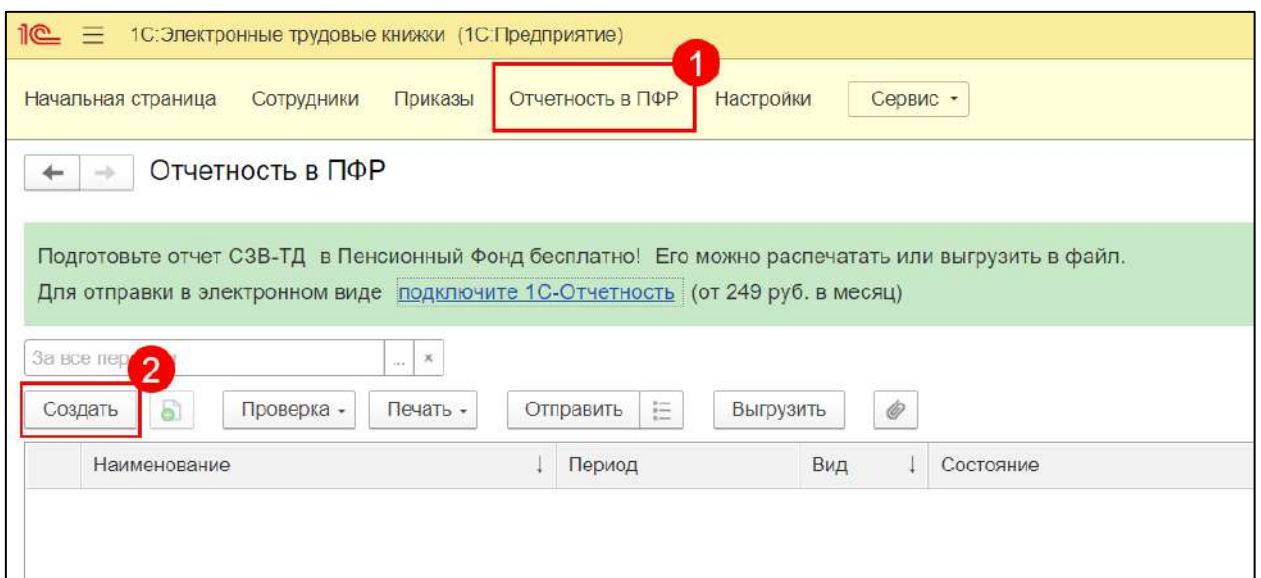 1С 1С:Электронные трудовые книжки (1С:Предприятие)
1
Начальная страница Сотрудники Приказы Отчетность в ПФР Настройки Сервис
Отчетность в ПФР
Подготовьте отчет СЗВ-ТД в Пенсионный Фонд бесплатно! Его можно распечатать или выгрузить в файл.
Для отправки в электронном виде подключите 1С-Отчетность (от 249 руб. в месяц)
За все ... ×
2
Создать Проверка Печать Отправить Выгрузить
Наименование ↓ Период Вид ↓ Состояние